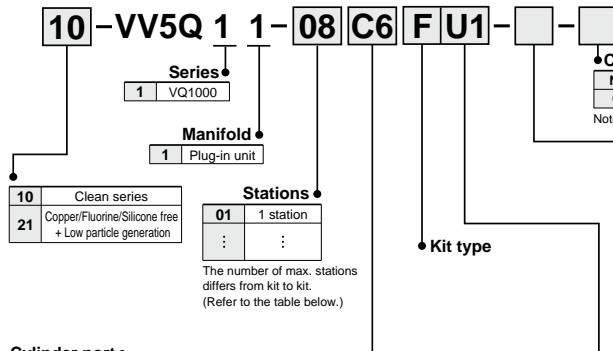 10 -VV5Q 1 1 - 08 C6 F U1 - -
Series
1 VQ1000
Manifold
1 Plug-in unit
10 Clean series
21 Copper/Fluorine/Silicone free
+ Low particle generation
Stations
01 1 station
⋮ ⋮
The number of max. stations
differs from kit to kit.
(Refer to the table below.)
Kit type
Cylinder port